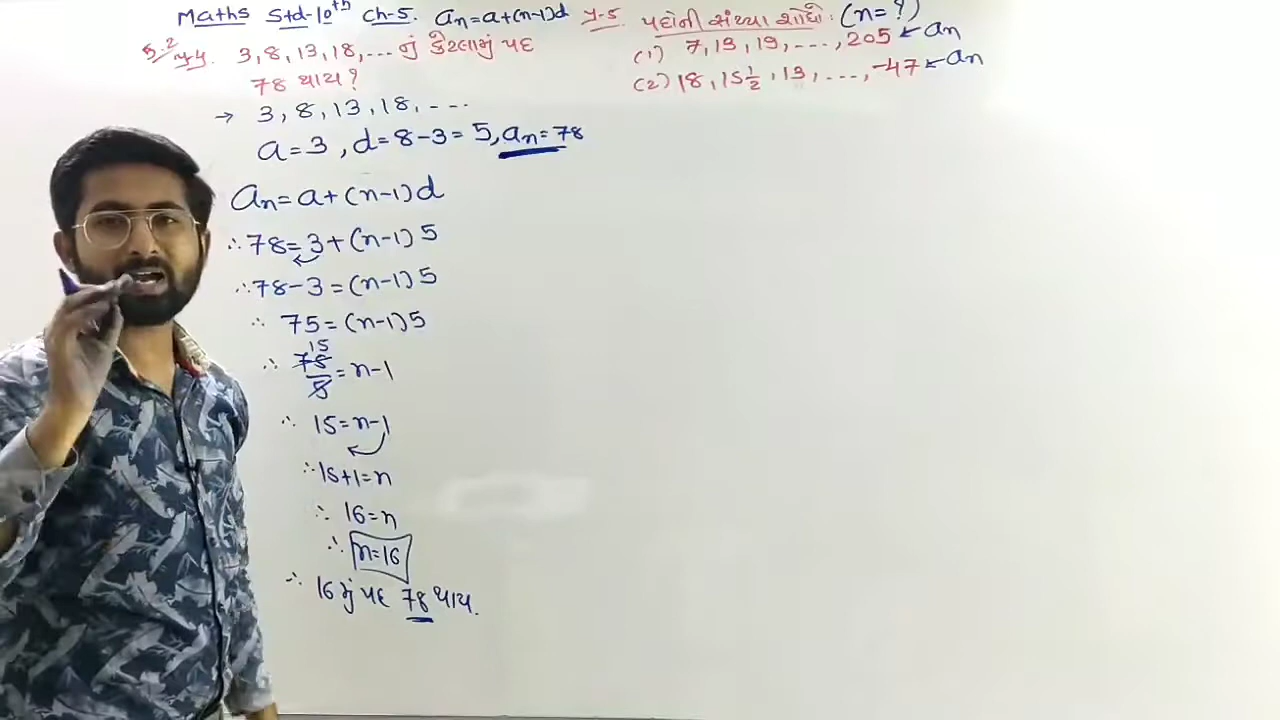 Maths Std-10th Ch-5. an=a+(n-1)d
5.2 પ્ર-4. 3,8,13,18,... નું કેટલામું પદ
78 થાય?
→ 3,8,13,18,...
a=3, d=8-3=5, an=78
an=a+(n-1)d
∴78=3+(n-1)5
∴78-3=(n-1)5
∴ 75=(n-1)5
15
∴ 75/5=n-1
∴ 15=n-1
∴15+1=n
∴ 16=n
∴ n=16
∴ 16 મું પદ 78 થાય.
પ્ર-5 પદોની સંખ્યા શોધો: (n=?)
(1) 7,13,19,...,205 ← an
(2) 18,15½,13,...,-47 ← an